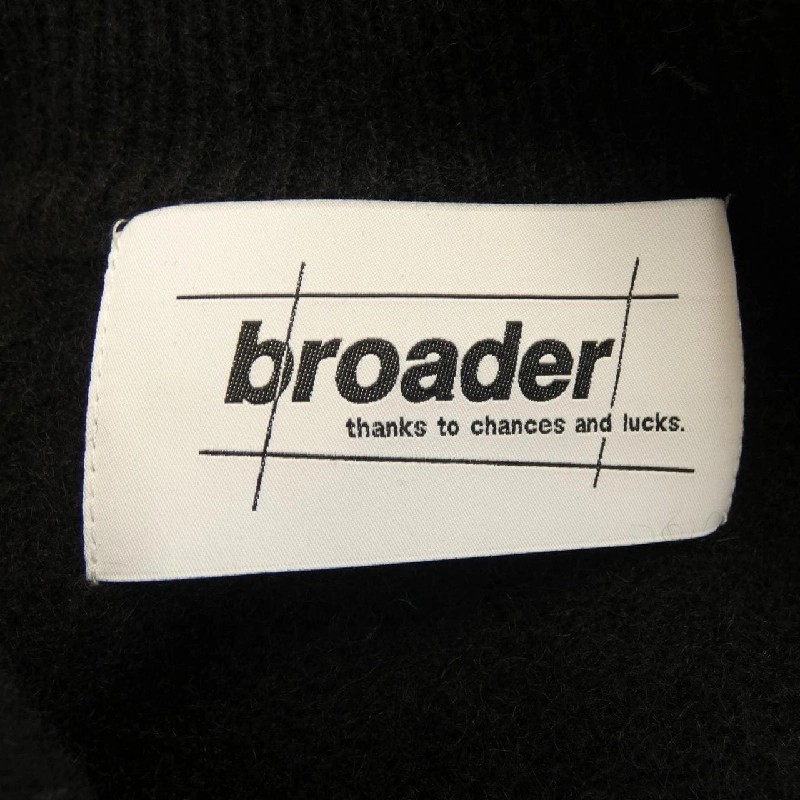 broader
thanks to chances and lucks.